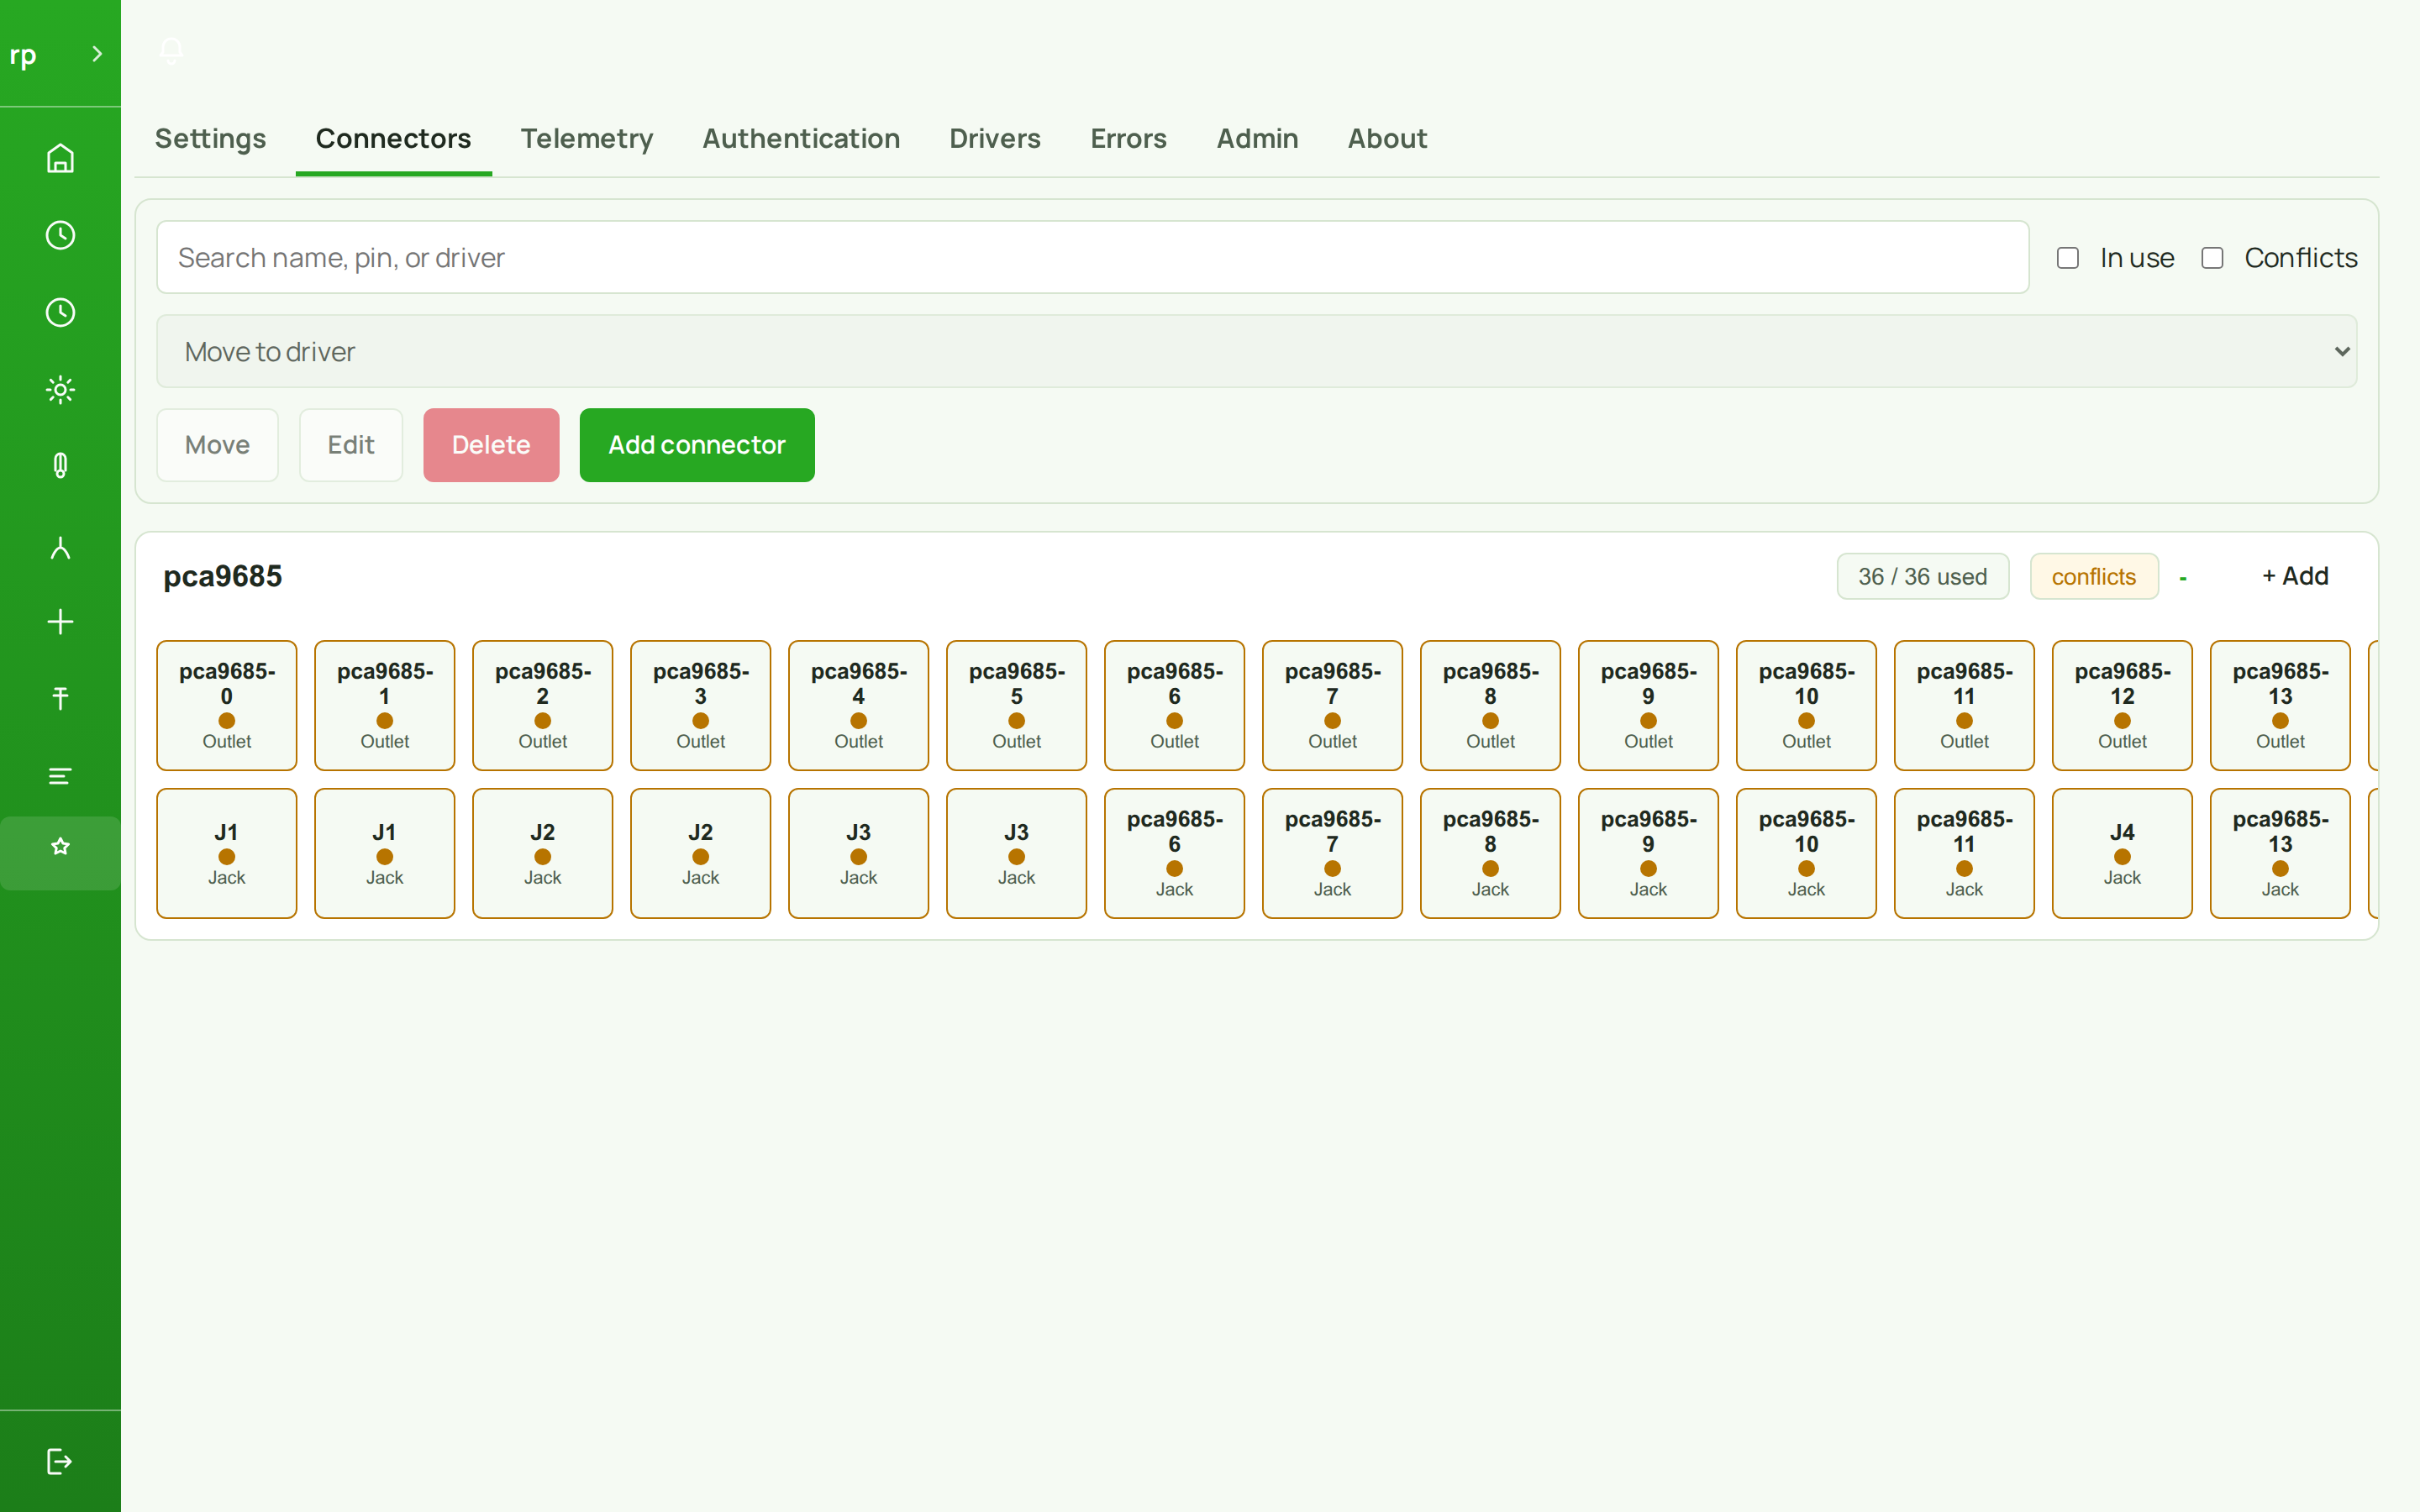 rp
Settings Connectors Telemetry Authentication Drivers Errors Admin About
Search name, pin, or driver
In use Conflicts
Move to driver
Move Edit Delete Add connector
pca9685 36 / 36 used conflicts - + Add
pca9685-0 Outlet
pca9685-1 Outlet
pca9685-2 Outlet
pca9685-3 Outlet
pca9685-4 Outlet
pca9685-5 Outlet
pca9685-6 Outlet
pca9685-7 Outlet
pca9685-8 Outlet
pca9685-9 Outlet
pca9685-10 Outlet
pca9685-11 Outlet
pca9685-12 Outlet
pca9685-13 Outlet
J1 Jack
J1 Jack
J2 Jack
J2 Jack
J3 Jack
J3 Jack
pca9685-6 Jack
pca9685-7 Jack
pca9685-8 Jack
pca9685-9 Jack
pca9685-10 Jack
pca9685-11 Jack
J4 Jack
pca9685-13 Jack